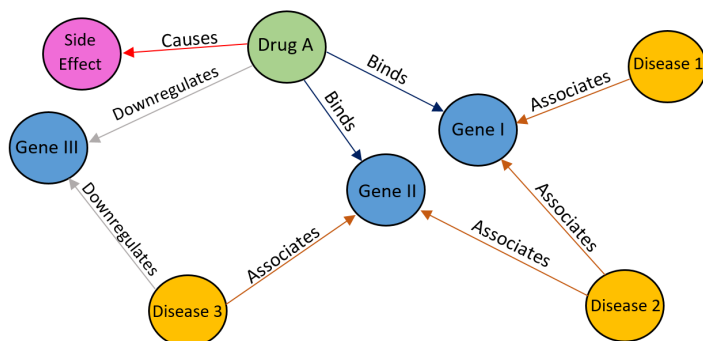 Side
Effect
Causes
Drug A
Binds
Disease 1
Downregulates
Associates
Binds
Gene I
Gene III
Gene II
Downregulates
Associates
Associates
Associates
Disease 3
Disease 2